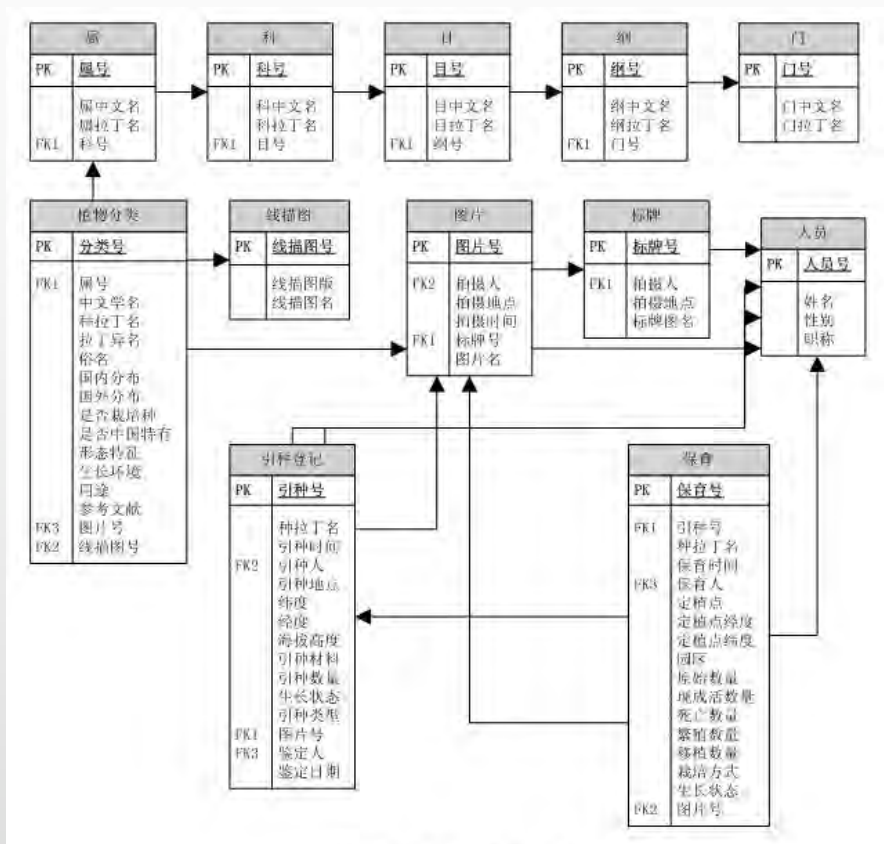 属
PK 属号
属中文名
属拉丁名
FK1 科号
科
PK 科号
科中文名
科拉丁名
FK1 目号
目
PK 目号
目中文名
目拉丁名
FK1 纲号
纲
PK 纲号
纲中文名
纲拉丁名
FK1 门号
门
PK 门号
门中文名
门拉丁名
植物分类
PK 分类号
FK1 属号
中文学名
种拉丁名
拉丁异名
俗名
国内分布
国外分布
是否栽培种
是否中国特有
形态特征
生长环境
用途
参考文献
FK3 图片号
FK2 线描图号
线描图
PK 线描图号
线描图版
线描图名
图片
PK 图片号
FK2 拍摄人
拍摄地点
拍摄时间
FK1 标牌号
图片名
标牌
PK 标牌号
FK1 拍摄人
拍摄地点
标牌图名
人员
PK 人员号
姓名
性别
职称
引种登记
PK 引种号
种拉丁名
引种时间
FK2 引种人
引种地点
纬度
经度
海拔高度
引种材料
引种数量
生长状态
引种类型
FK1 图片号
FK3 鉴定人
鉴定日期
保育
PK 保育号
FK1 引种号
种拉丁名
保育时间
FK3 保育人
定植点
定植点经度
定植点纬度
园区
原始数量
现成活数量
死亡数量
繁殖数量
移植数量
栽培方式
生长状态
FK2 图片号